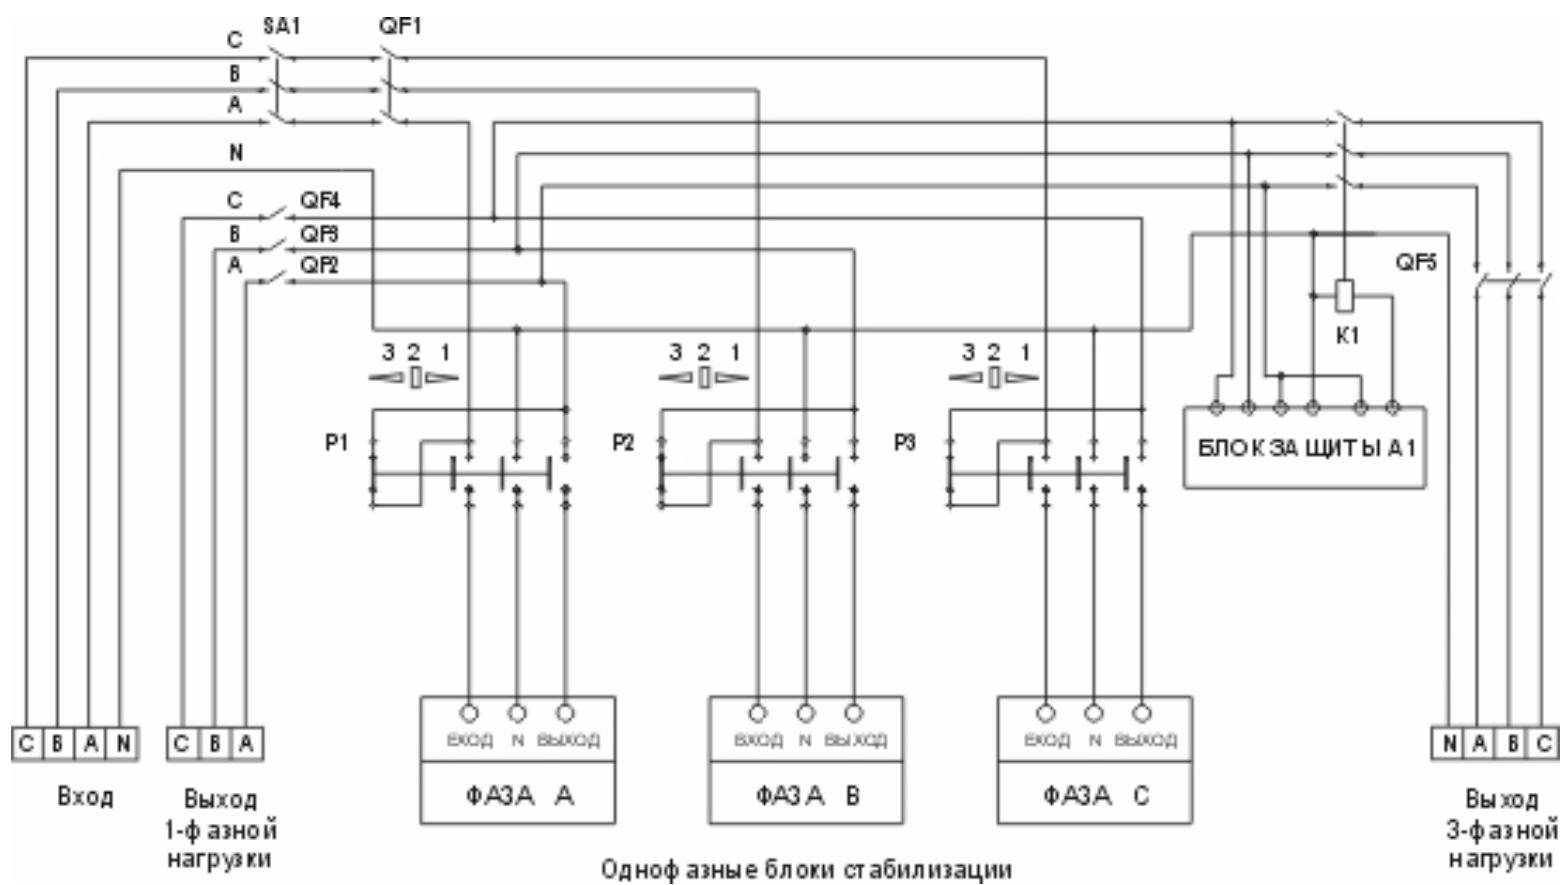 SA1 QF1
C
B
A
N
C QF4
B QF3
A QF2
QF5
K1
3 2 1
3 2 1
3 2 1
P1
P2
P3
БЛОК ЗАЩИТЫ А1
ВХОД N ВЫХОД
ФАЗА А
ВХОД N ВЫХОД
ФАЗА В
ВХОД N ВЫХОД
ФАЗА С
C B A N
Вход
C B A
Выход
1-фазной
нагрузки
N A B C
Выход
3-фазной
нагрузки
Однофазные блоки стабилизации